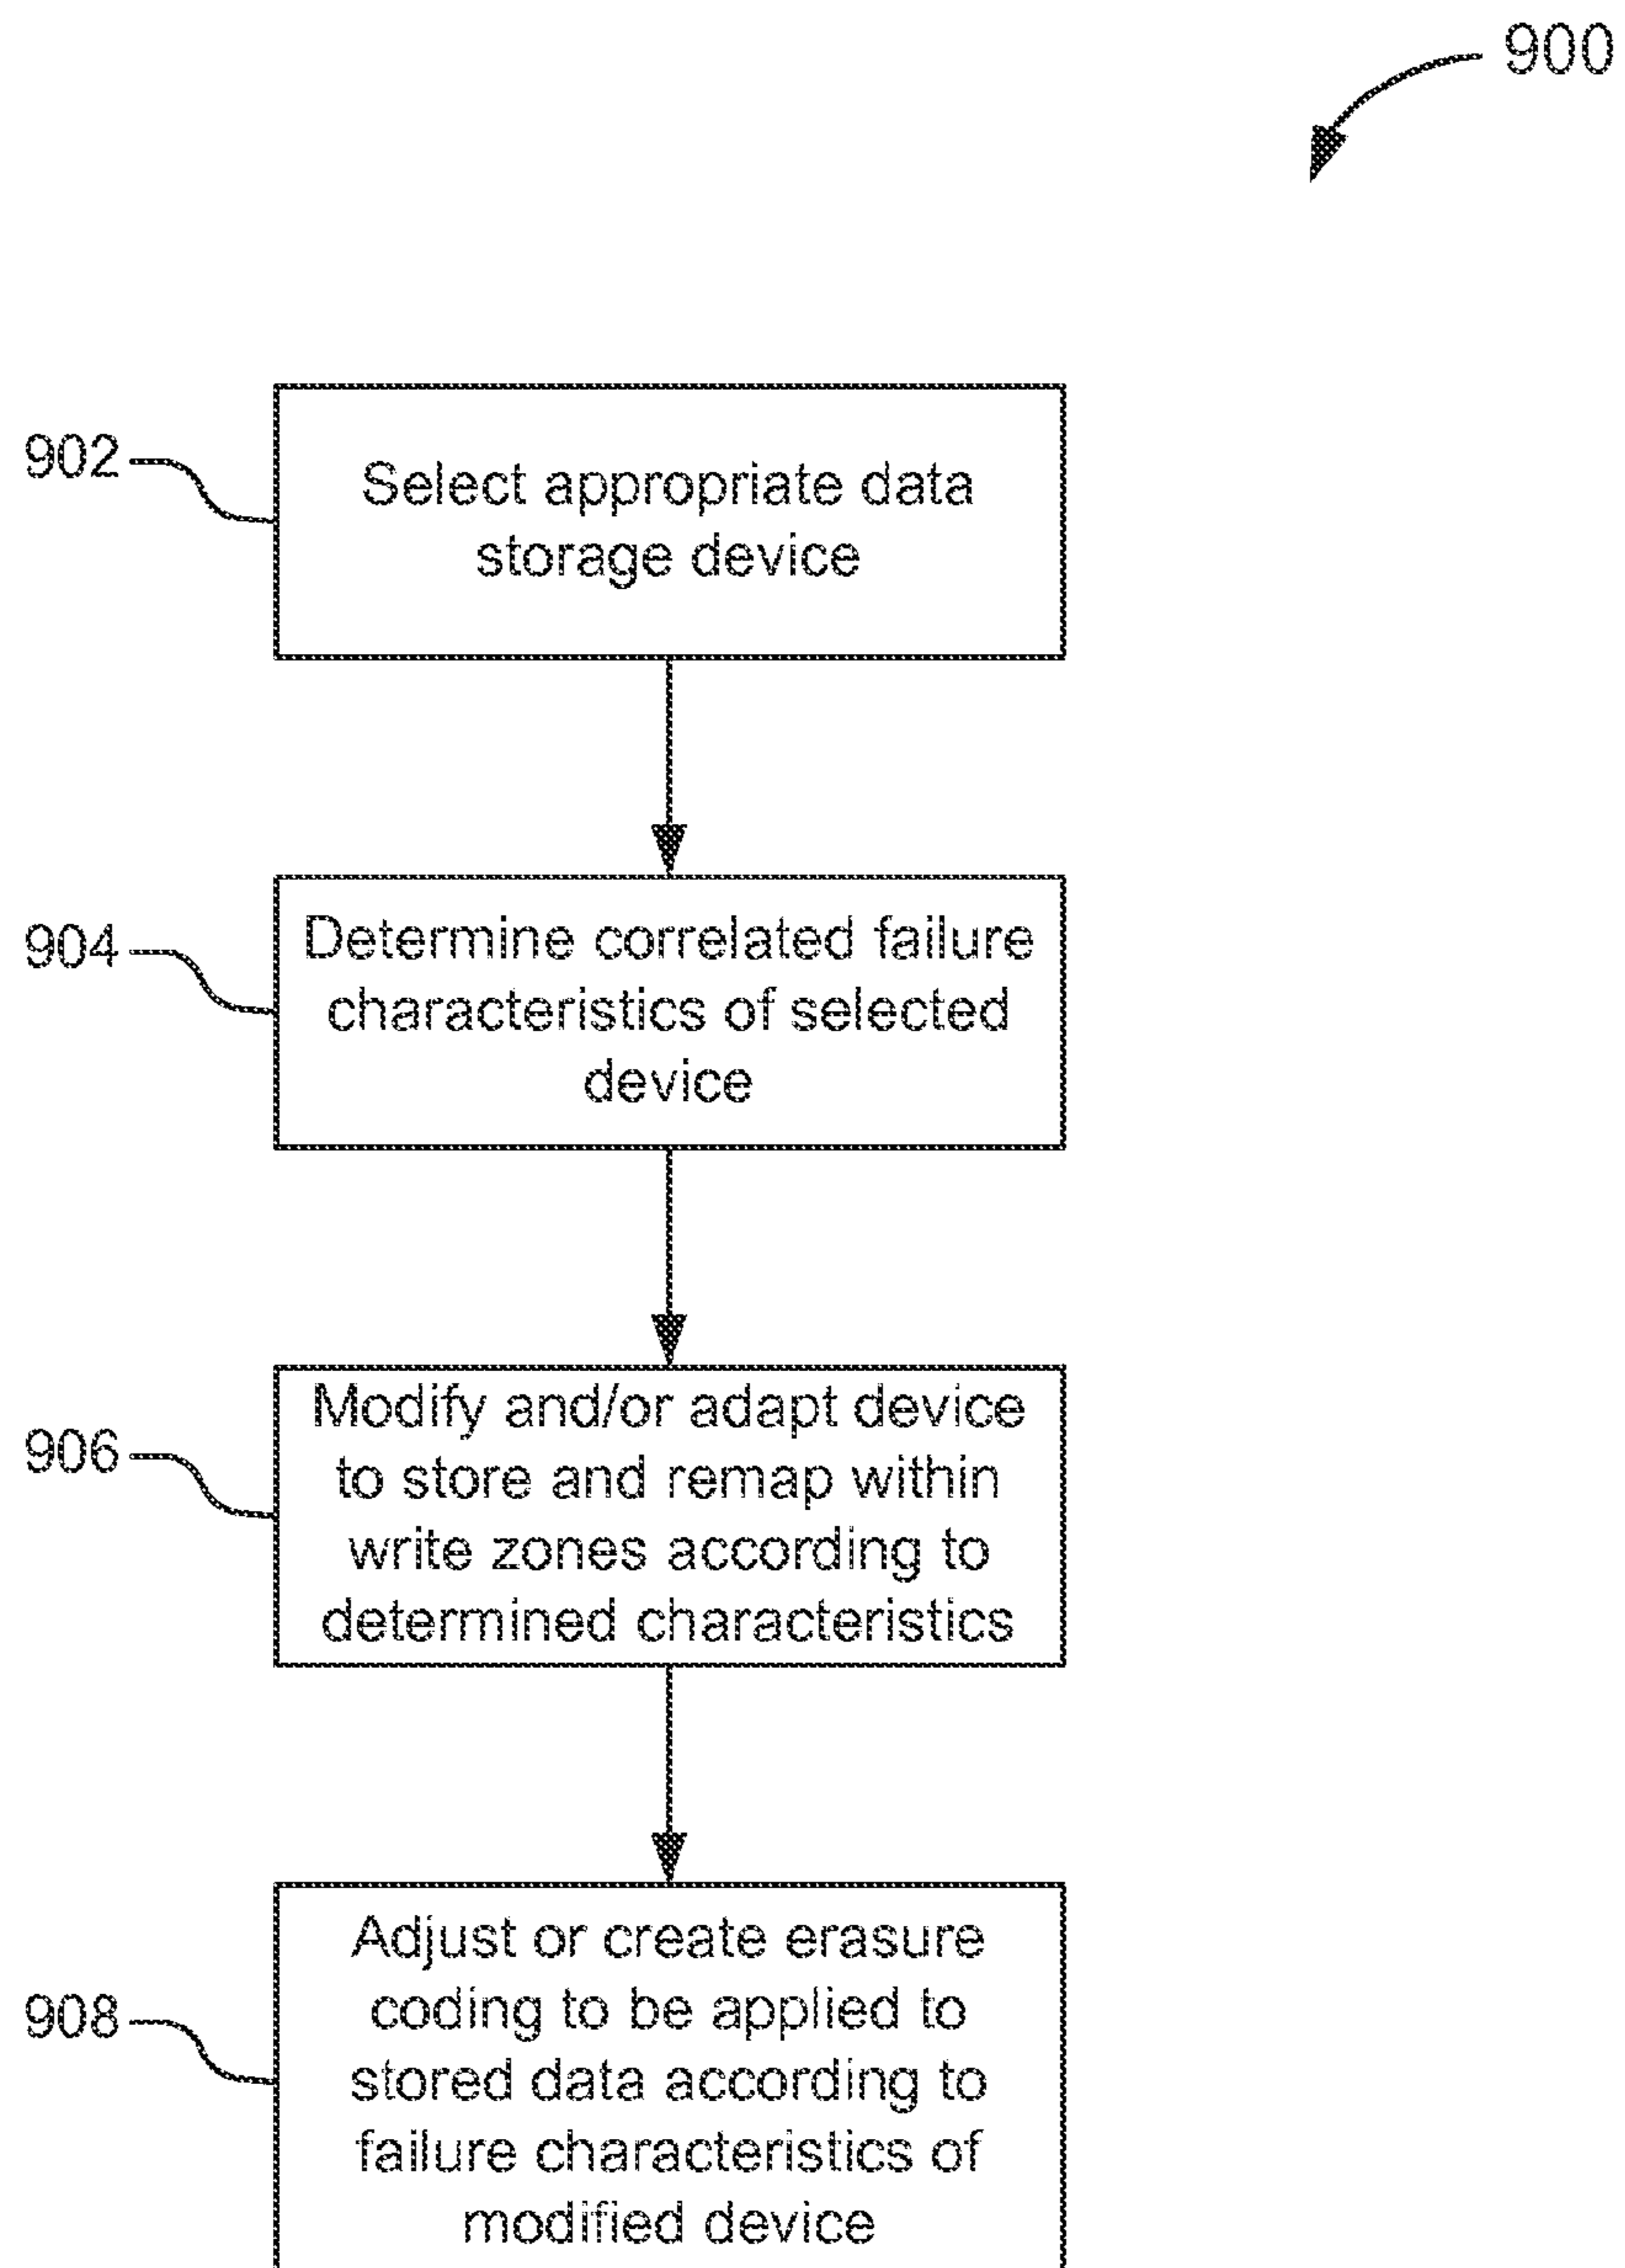 900
902
Select appropriate data
storage device
904
Determine correlated failure
characteristics of selected
device
906
Modify and/or adapt device
to store and remap within
write zones according to
determined characteristics
908
Adjust or create erasure
coding to be applied to
stored data according to
failure characteristics of
modified device